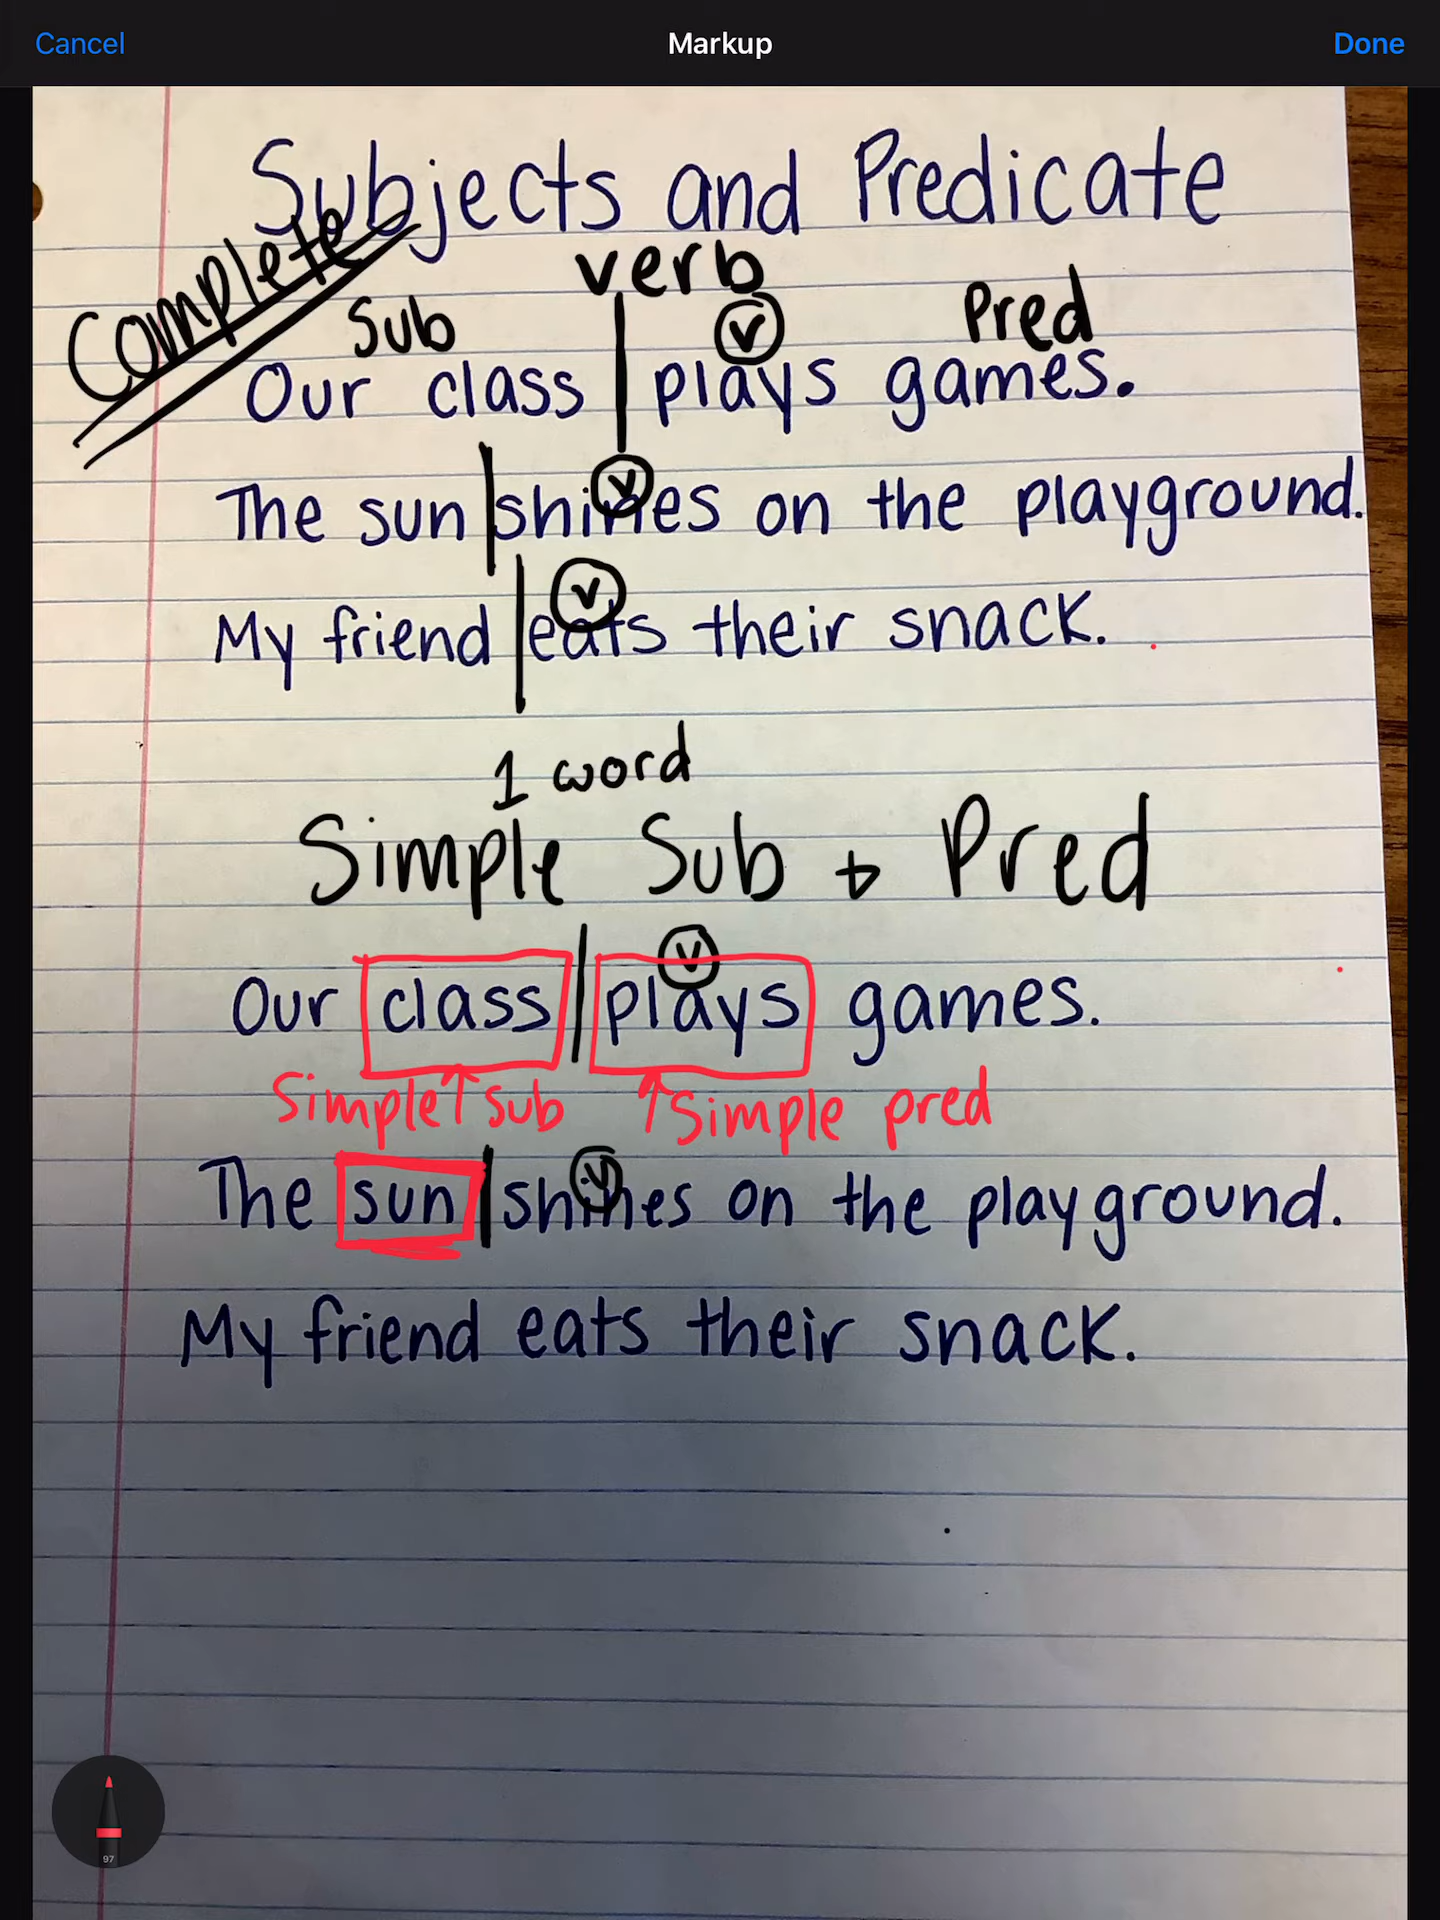 Cancel Markup Done
Subjects and Predicate
Complete
verb
Sub V Pred
Our class plays games.
V
The sun shines on the playground.
V
My friend eats their snack.
1 word
Simple Sub + Pred
V
Our class plays games.
Simple sub Simple pred
V
The sun shines on the playground.
My friend eats their snack.
97